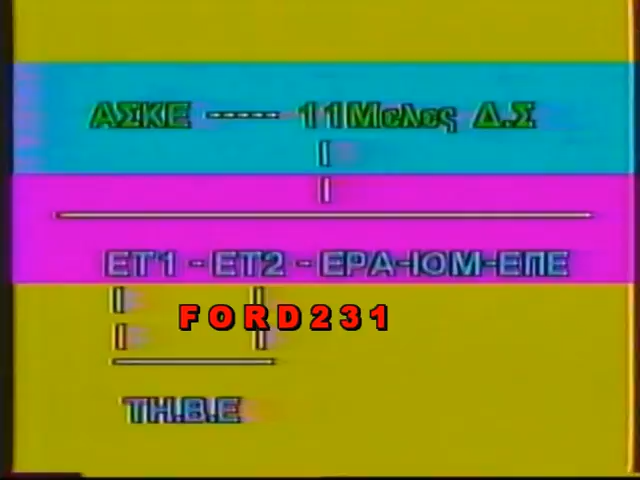 ΑΣΚΕ ----- 11Μελες Δ.Σ
ΕΤ1 - ΕΤ2 - ΕΡΑ-ΙΟΜ-ΕΠΕ
FORD231
ΤΗ.Β.Ε